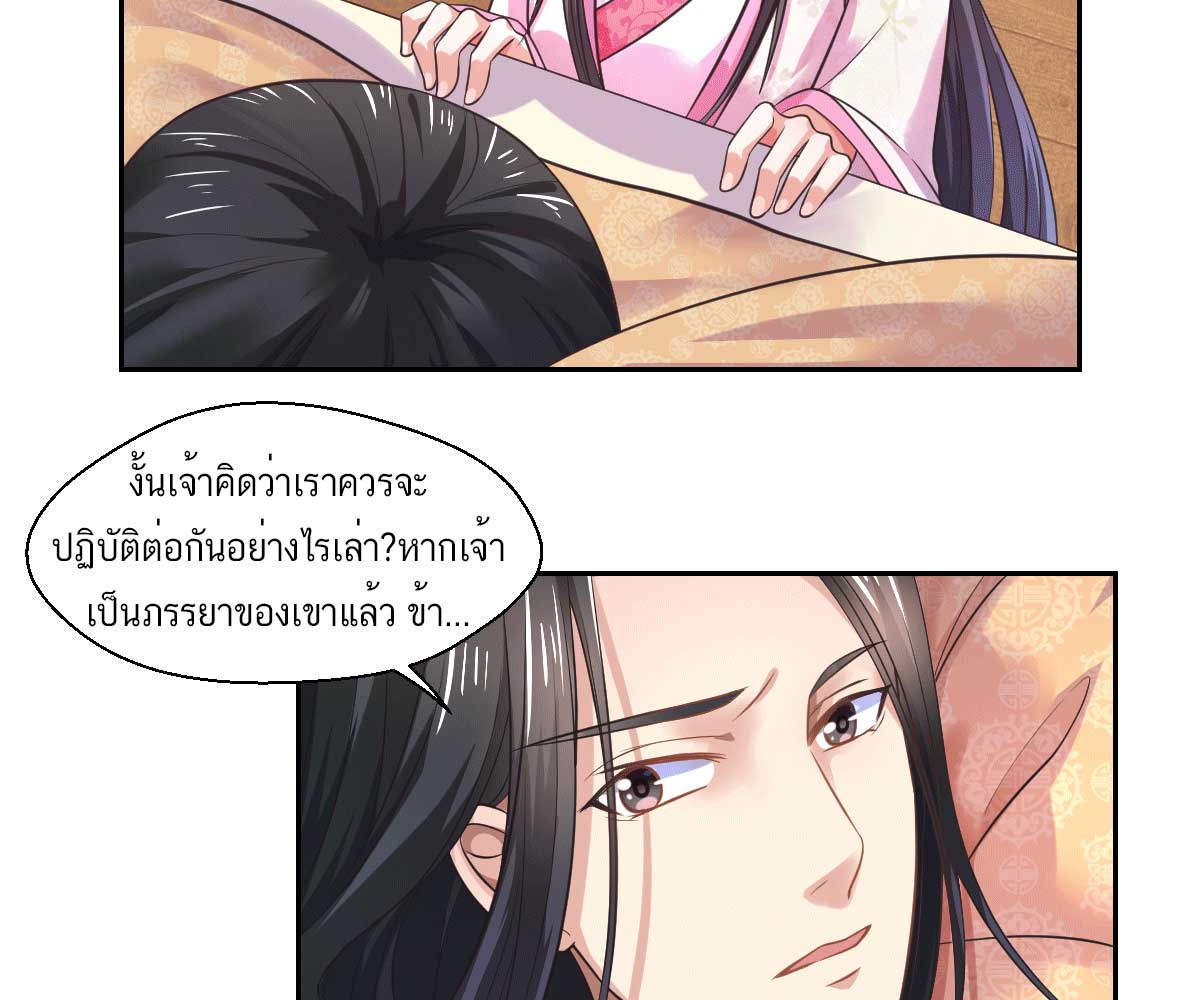 งั้นเจ้าคิดว่าเราควรจะ
ปฏิบัติต่อกันอย่างไรเล่า?หากเจ้า
เป็นภรรยาของเขาแล้ว ข้า...